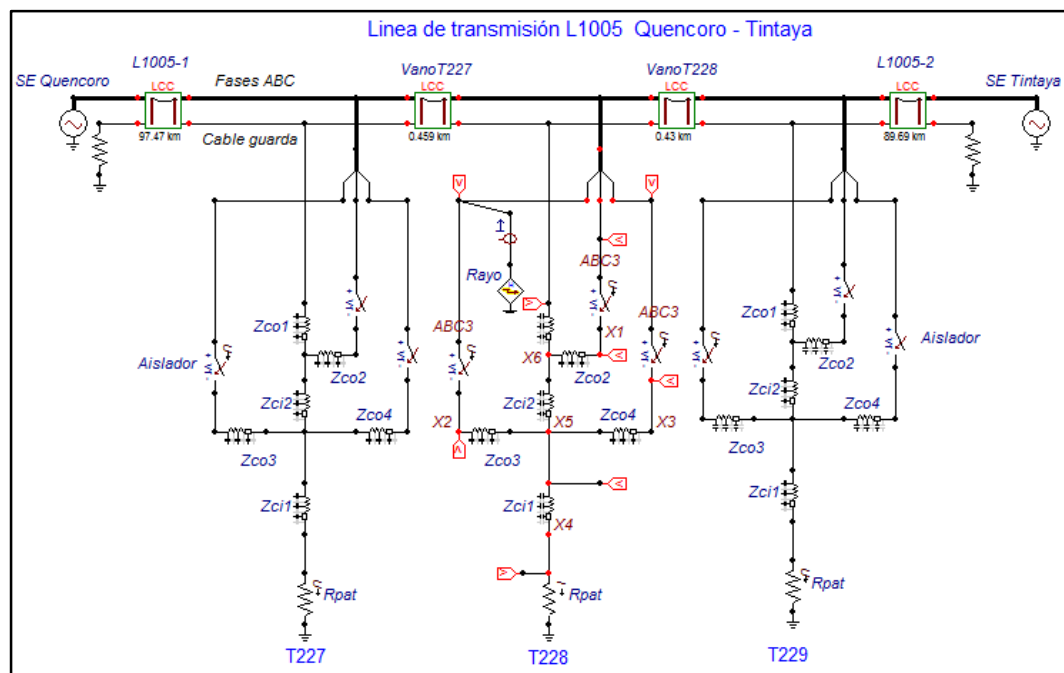 Linea de transmisión L1005 Quencoro - Tintaya
L1005-1
VanoT227
VanoT228
L1005-2
SE Quencoro
Fases ABC
SE Tintaya
LCC
LCC
LCC
LCC
97.47 km
Cable guarda
0.459 km
0.43 km
89.69 km
V
V
A
Rayo
ABC3
V
Zco1
ABC3
ABC3
X1
Zco1
Aislador
X6
A
Aislador
Zco2
Zco2
Zco2
A
Zci2
Zci2
Zci2
Zco4
X2
X5
Zco4
X3
Zco4
V
Zco3
Zco3
Zco3
A
Zci1
Zci1
Zci1
X4
V
Rpat
Rpat
Rpat
T227
T228
T229